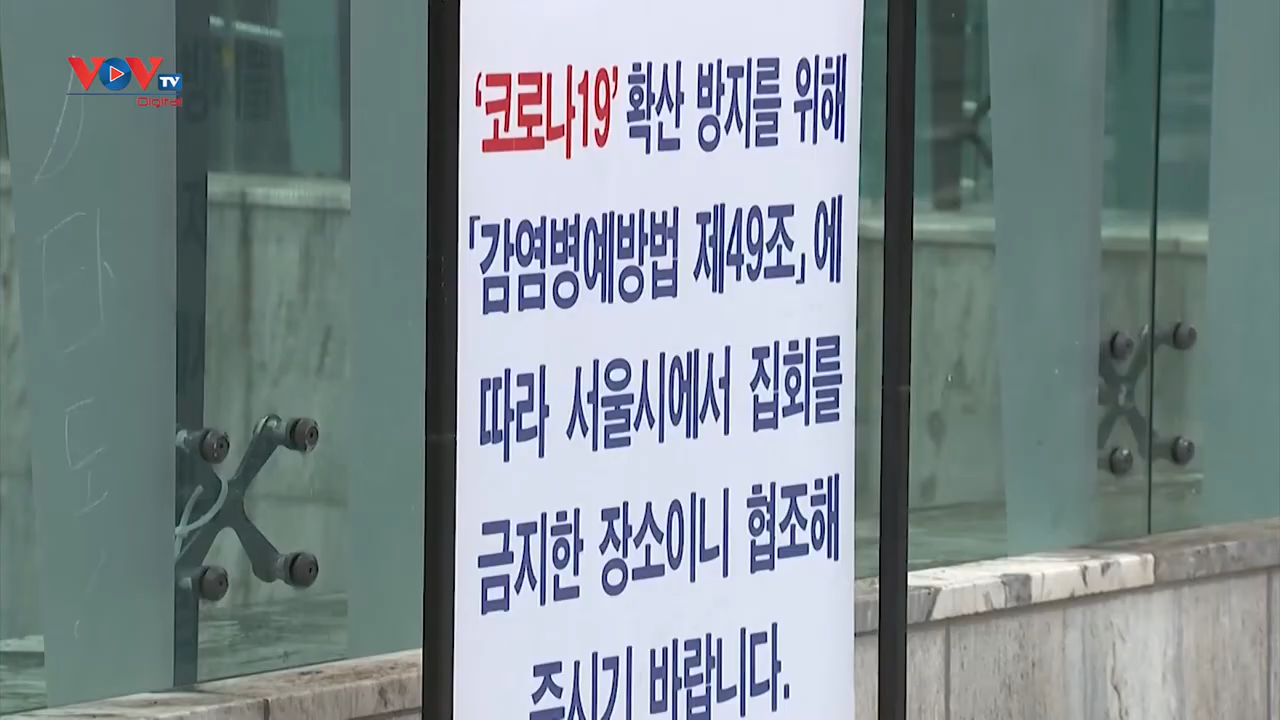 VOV TV
Digital
‘코로나19’ 확산 방지를 위해
「감염병예방법 제49조」에
따라 서울시에서 집회를
금지한 장소이니 협조해
주시기 바랍니다.